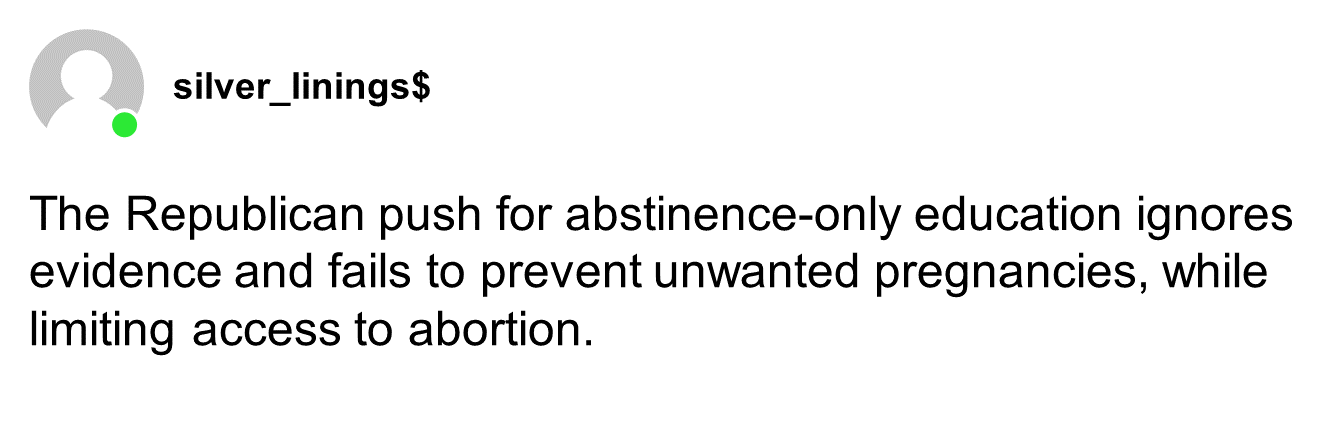 silver_linings$
The Republican push for abstinence-only education ignores
evidence and fails to prevent unwanted pregnancies, while
limiting access to abortion.